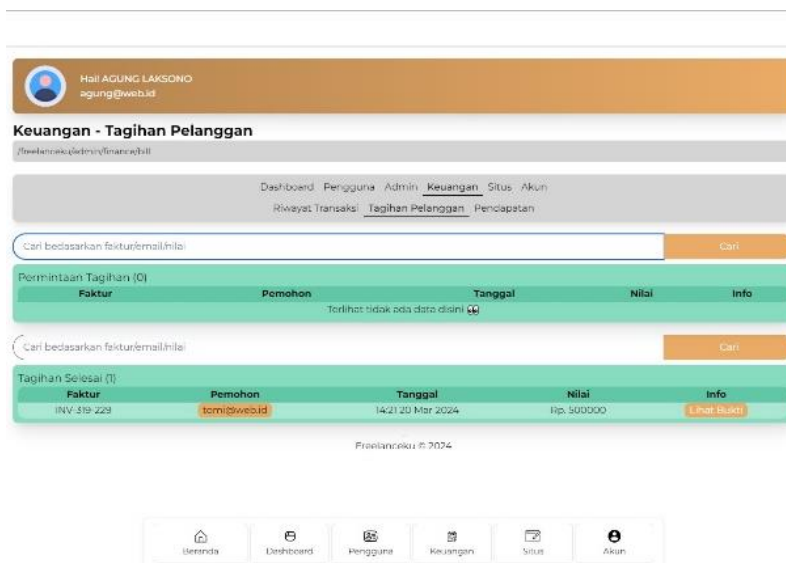 Hai! AGUNG LAKSONO
agung@web.id
Keuangan - Tagihan Pelanggan
/freelanceku/admin/finance/bill
Dashboard Pengguna Admin Keuangan Situs Akun
Riwayat Transaksi Tagihan Pelanggan Pendapatan
Cari bedasarkan faktur/email/nilai Cari
Permintaan Tagihan (0)
Faktur Pemohon Tanggal Nilai Info
Terlihat tidak ada data disini 👀
Cari bedasarkan faktur/email/nilai Cari
Tagihan Selesai (1)
Faktur Pemohon Tanggal Nilai Info
INV-319-229 tomi@web.id 14:21 20 Mar 2024 Rp. 500000 Lihat Bukti
Freelanceku © 2024
Beranda Dashboard Pengguna Keuangan Situs Akun